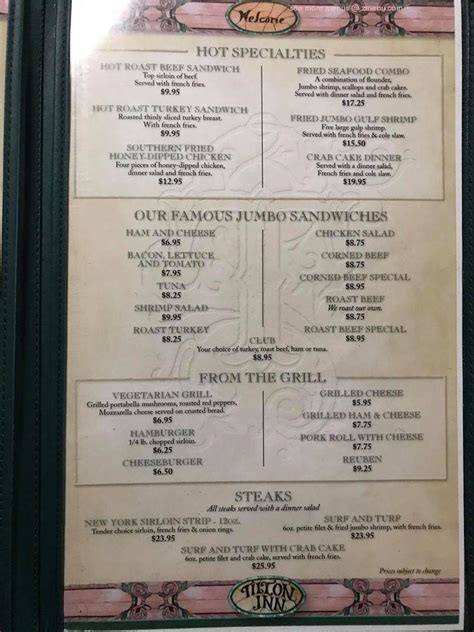 Welcome
see more menus @ zmenu.com
HOT SPECIALTIES
HOT ROAST BEEF SANDWICH
Top sirloin of beef.
Served with french fries.
$9.95
HOT ROAST TURKEY SANDWICH
Roasted thinly sliced turkey breast.
With french fries.
$9.95
SOUTHERN FRIED
HONEY-DIPPED CHICKEN
Four pieces of honey-dipped chicken,
dinner salad and french fries.
$12.95
FRIED SEAFOOD COMBO
A combination of flounder,
Jumbo shrimp, scallops and crab cakes.
Served with dinner salad and french fries.
$17.25
FRIED JUMBO GULF SHRIMP
Five large gulf shrimp.
Served with french fries & cole slaw.
$15.50
CRAB CAKE DINNER
Served with a dinner salad,
French fries & cole slaw.
$19.95
OUR FAMOUS JUMBO SANDWICHES
HAM AND CHEESE
$6.95
BACON, LETTUCE
AND TOMATO
$7.95
TUNA
$8.25
SHRIMP SALAD
$9.95
ROAST TURKEY
$8.25
CHICKEN SALAD
$8.75
CORNED BEEF
$8.75
CORNED BEEF SPECIAL
$8.95
ROAST BEEF
We roast our own.
$8.75
ROAST BEEF SPECIAL
$8.95
CLUB
Your choice of turkey, roast beef, ham or tuna.
$8.95
FROM THE GRILL
VEGETARIAN GRILL
Grilled portabella mushrooms, roasted red peppers,
Mozzarella cheese served on crusted bread.
$6.95
HAMBURGER
1/4 lb. chopped sirloin.
$6.25
CHEESEBURGER
$6.50
GRILLED CHEESE
$5.95
GRILLED HAM & CHEESE
$7.75
PORK ROLL WITH CHEESE
$7.75
REUBEN
$9.25
STEAKS
All steaks served with a dinner salad
NEW YORK SIRLOIN STRIP - 12oz.
Tender choice sirloin, french fries & onion rings.
$23.95
SURF AND TURF
6oz. petite filet & fried jumbo shrimp, with french fries.
$23.95
SURF AND TURF WITH CRAB CAKE
6oz. petite filet and crab cake, served with french fries.
$25.95
Prices subject to change.
TILTON
INN